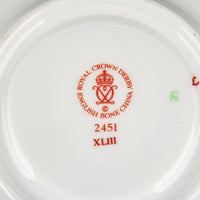 ROYAL CROWN DERBY
ENGLISH BONE CHINA
©
2451
XLIII